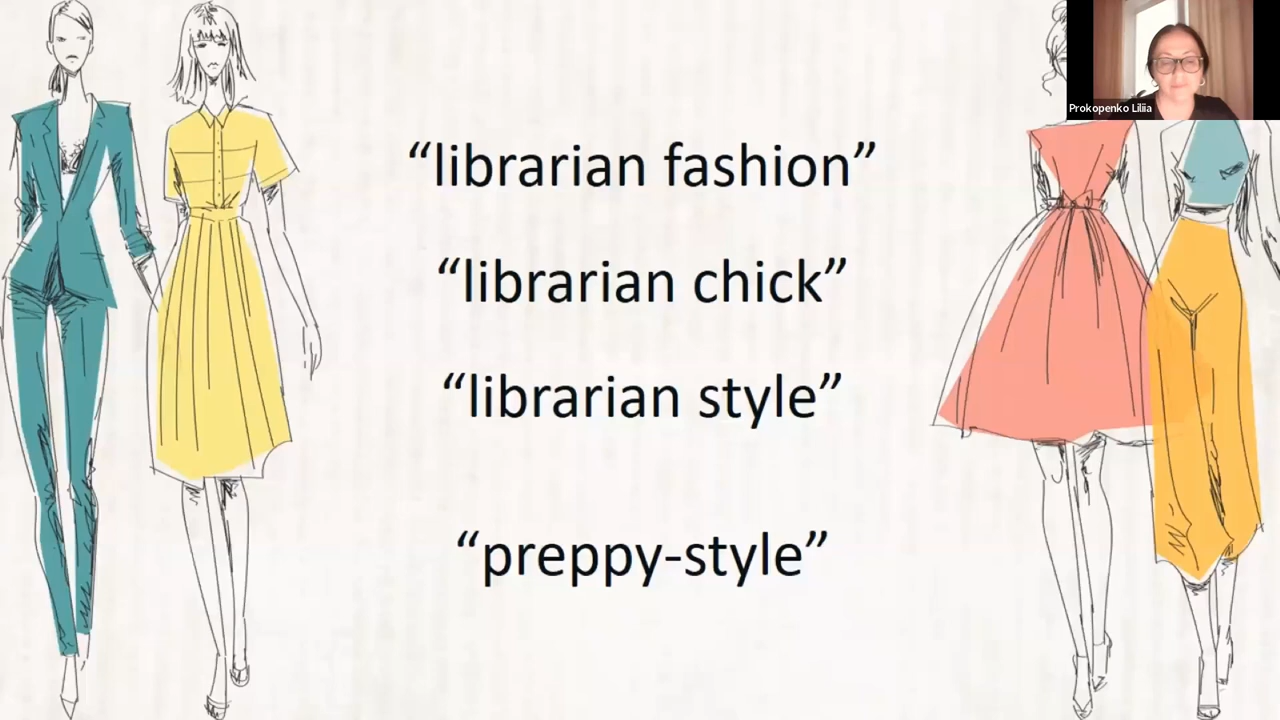 “librarian fashion”
“librarian chick”
“librarian style”
“preppy-style”
Prokopenko Liliia